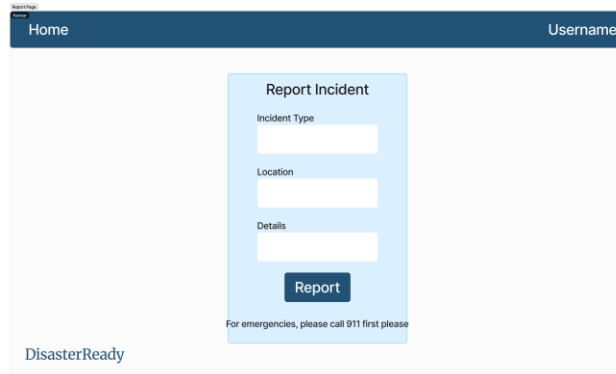 Report Page
Navbar
Home
Username
Report Incident
Incident Type
Location
Details
Report
For emergencies, please call 911 first please
DisasterReady